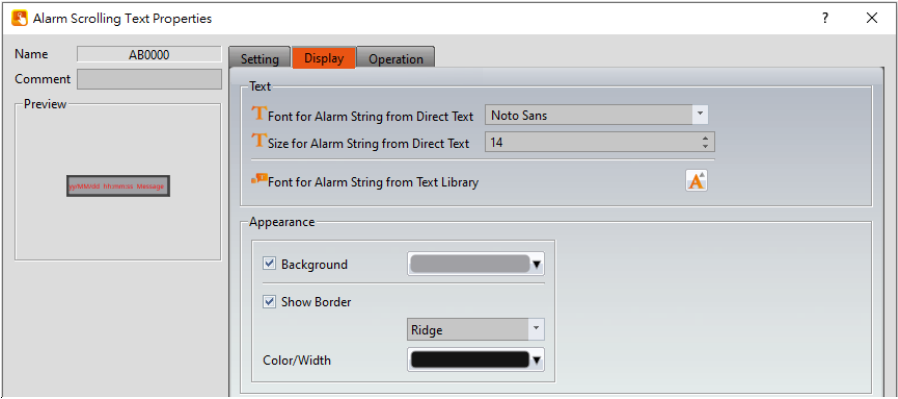 Alarm Scrolling Text Properties ? ×
Name AB0000
Comment
Preview
Message
Setting Display Operation
Text
Font for Alarm String from Direct Text Noto Sans
Size for Alarm String from Direct Text 14
Font for Alarm String from Text Library
Appearance
Background
Show Border
Ridge
Color/Width